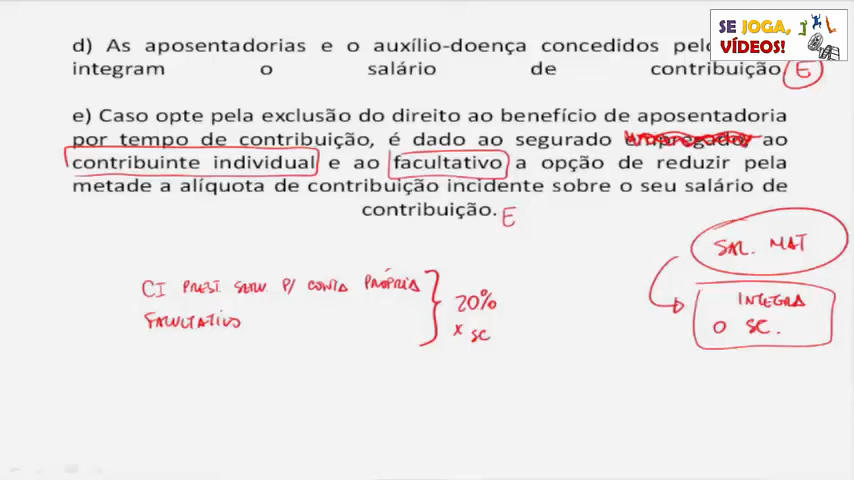 SE JOGA,
VÍDEOS!
d) As aposentadorias e o auxílio-doença concedidos
integram o salário de contribuição E
e) Caso opte pela exclusão do direito ao benefício de aposentadoria
por tempo de contribuição, é dado ao segurado empregador ao
contribuinte individual e ao facultativo a opção de reduzir pela
metade a alíquota de contribuição incidente sobre o seu salário de
contribuição. E
SAL. MAT
INTEGRA
O SC.
CI PREST SERV P/ CONTA PRÓPRIA
FACULTATIVO
20%
x SC